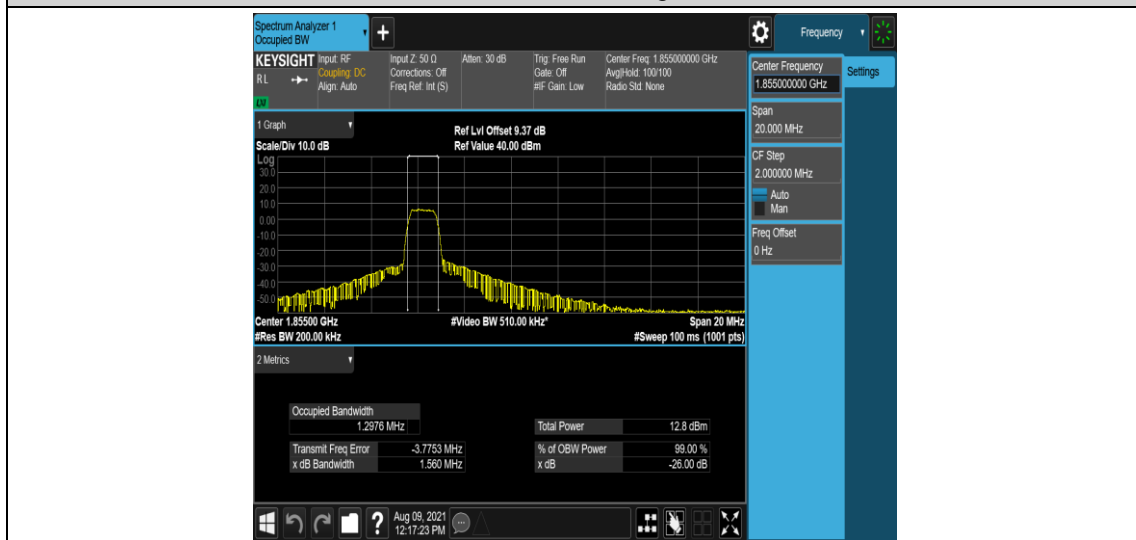 Spectrum Analyzer 1
Occupied BW
+
Frequency
KEYSIGHT
RL
LXI
Input: RF
Coupling: DC
Align: Auto
Input Z: 50 Ω
Corrections: Off
Freq Ref: Int (S)
Atten: 30 dB
Trig: Free Run
Gate: Off
#IF Gain: Low
Center Freq: 1.855000000 GHz
Avg|Hold: 100/100
Radio Std: None
Center Frequency
1.855000000 GHz
Settings
Span
20.000 MHz
CF Step
2.000000 MHz
Auto
Man
Freq Offset
0 Hz
1 Graph
Scale/Div 10.0 dB
Ref Lvl Offset 9.37 dB
Ref Value 40.00 dBm
Log
30.0
20.0
10.0
0.00
-10.0
-20.0
-30.0
-40.0
-50.0
Center 1.85500 GHz
#Video BW 510.00 kHz*
Span 20 MHz
#Res BW 200.00 kHz
#Sweep 100 ms (1001 pts)
2 Metrics
Occupied Bandwidth
1.2976 MHz
Total Power 12.8 dBm
Transmit Freq Error -3.7753 MHz
% of OBW Power 99.00 %
x dB Bandwidth 1.560 MHz
x dB -26.00 dB
?
Aug 09, 2021
12:17:23 PM